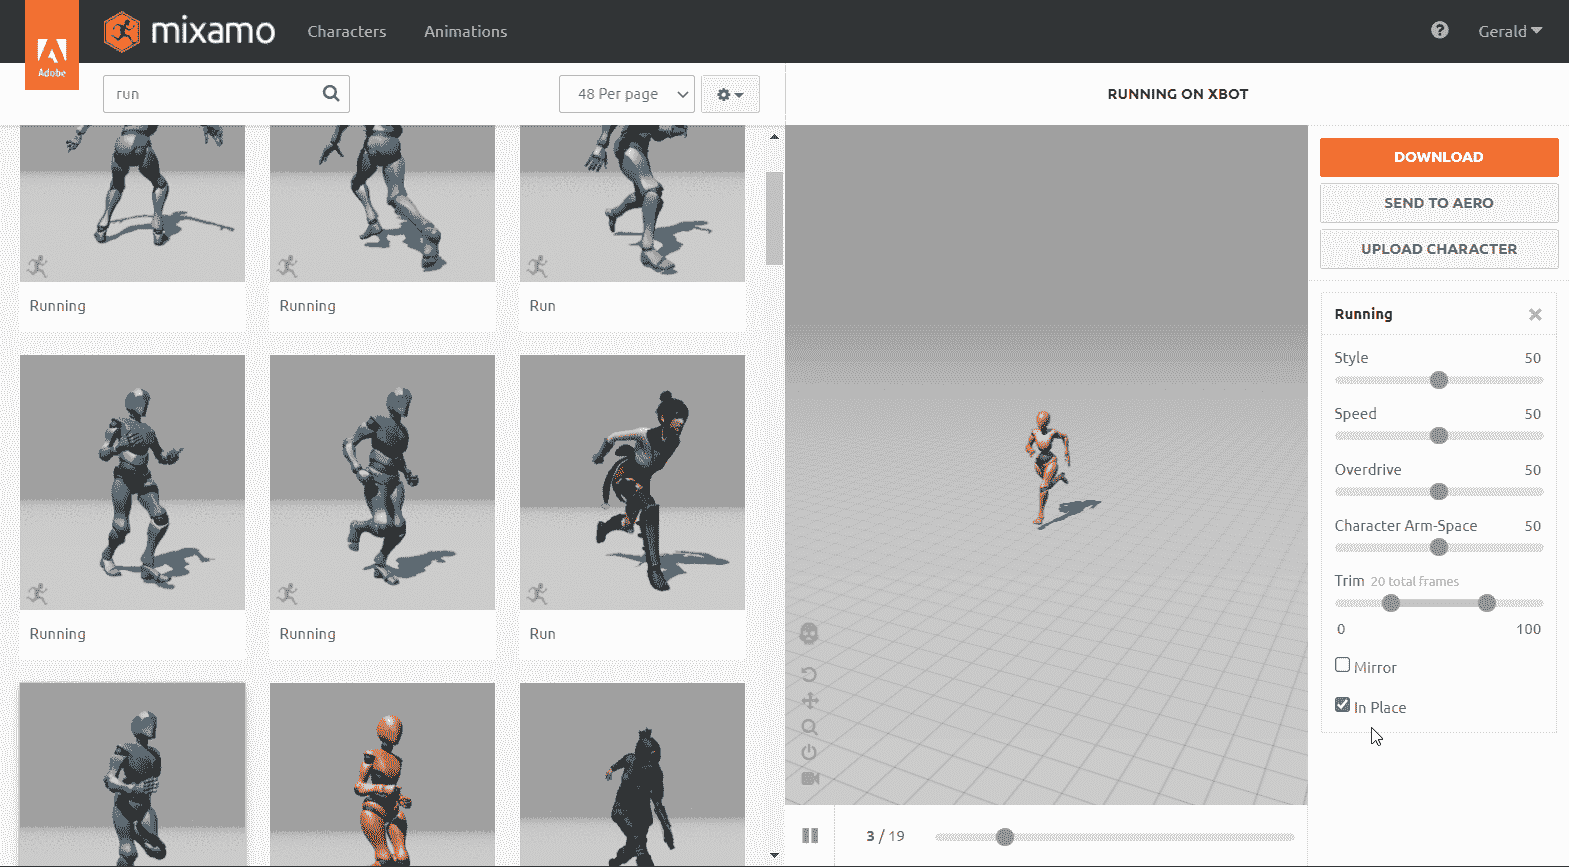 Adobe
mixamo
Characters
Animations
Gerald
run
48 Per page
RUNNING ON XBOT
Running
Running
Run
Running
Running
Run
DOWNLOAD
SEND TO AERO
UPLOAD CHARACTER
Running
Style 50
Speed 50
Overdrive 50
Character Arm-Space 50
Trim 20 total frames
0 100
Mirror
In Place
3 / 19